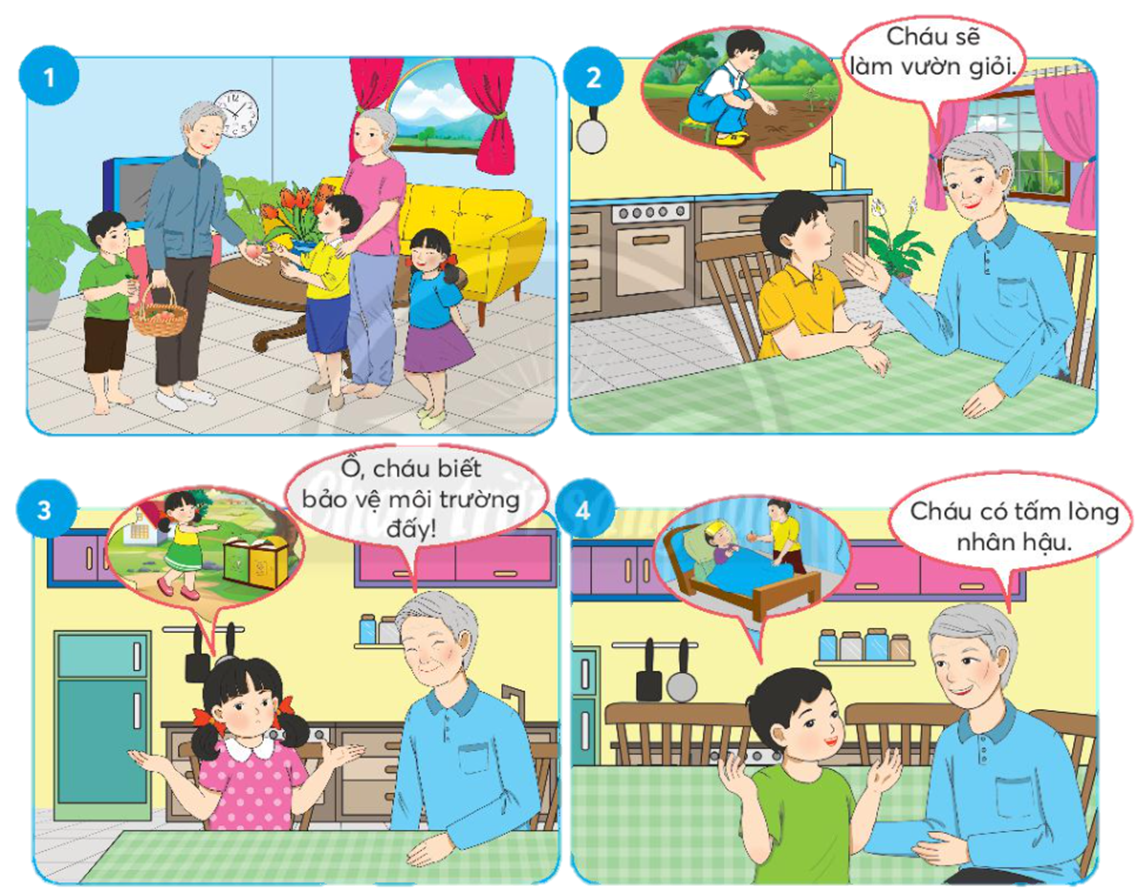 1
2
Cháu sẽ
làm vườn giỏi.
3
Ồ, cháu biết
bảo vệ môi trường
đấy!
4
Cháu có tấm lòng
nhân hậu.